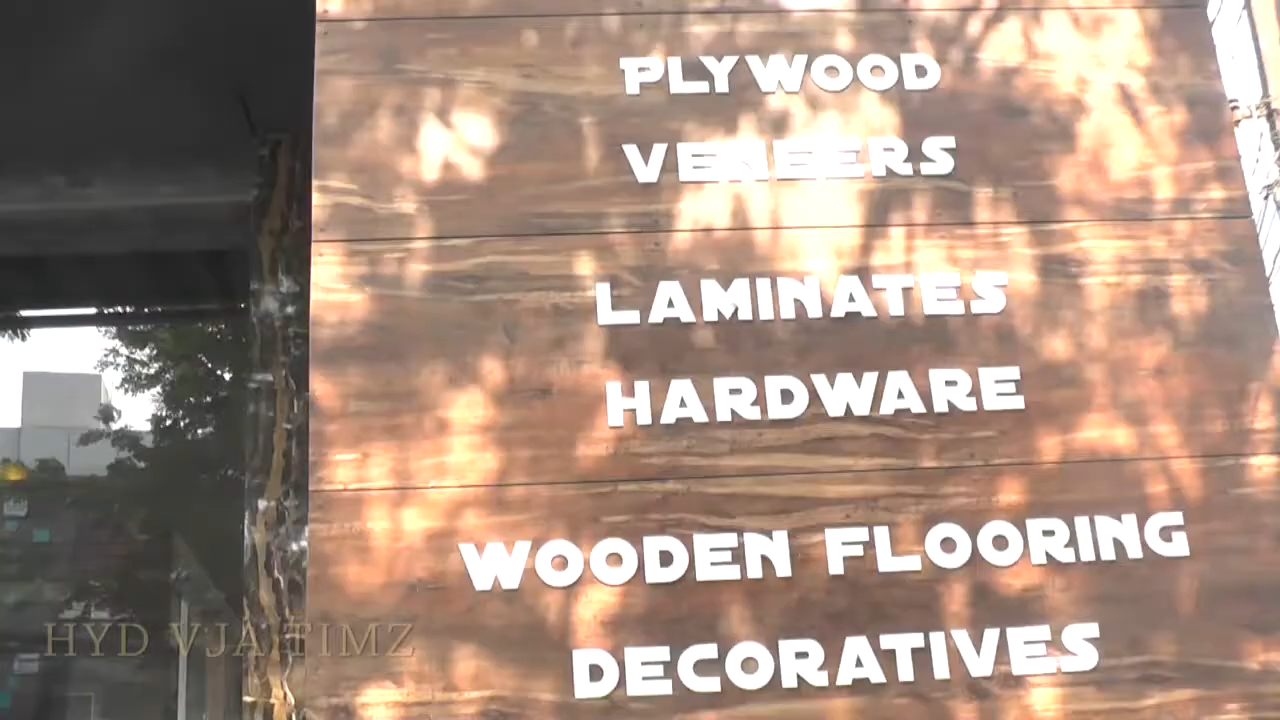 PLYWOOD
VENEERS
LAMINATES
HARDWARE
WOODEN FLOORING
DECORATIVES
HYD VJA TIMZ